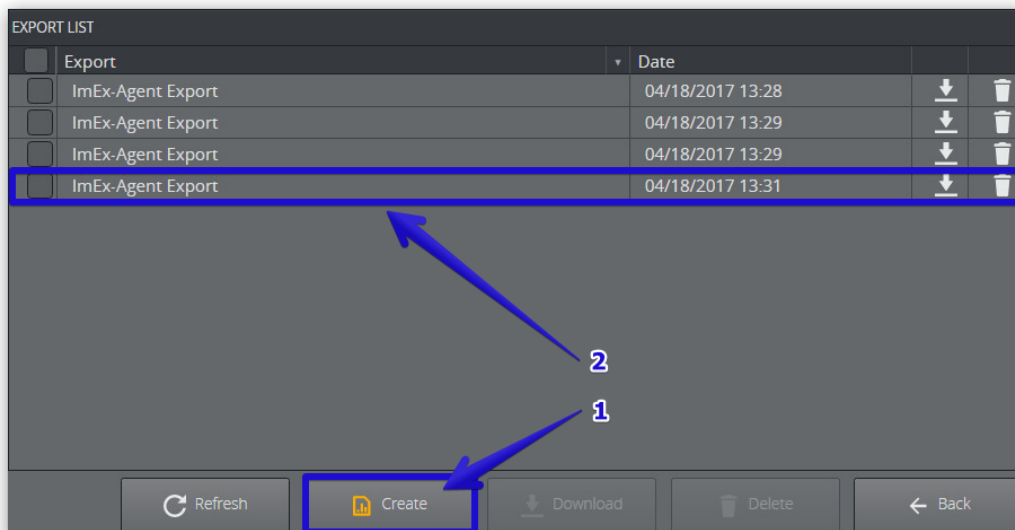 EXPORT LIST
Export Date
ImEx-Agent Export 04/18/2017 13:28
ImEx-Agent Export 04/18/2017 13:29
ImEx-Agent Export 04/18/2017 13:29
ImEx-Agent Export 04/18/2017 13:31
2
1
Refresh Create Download Delete Back